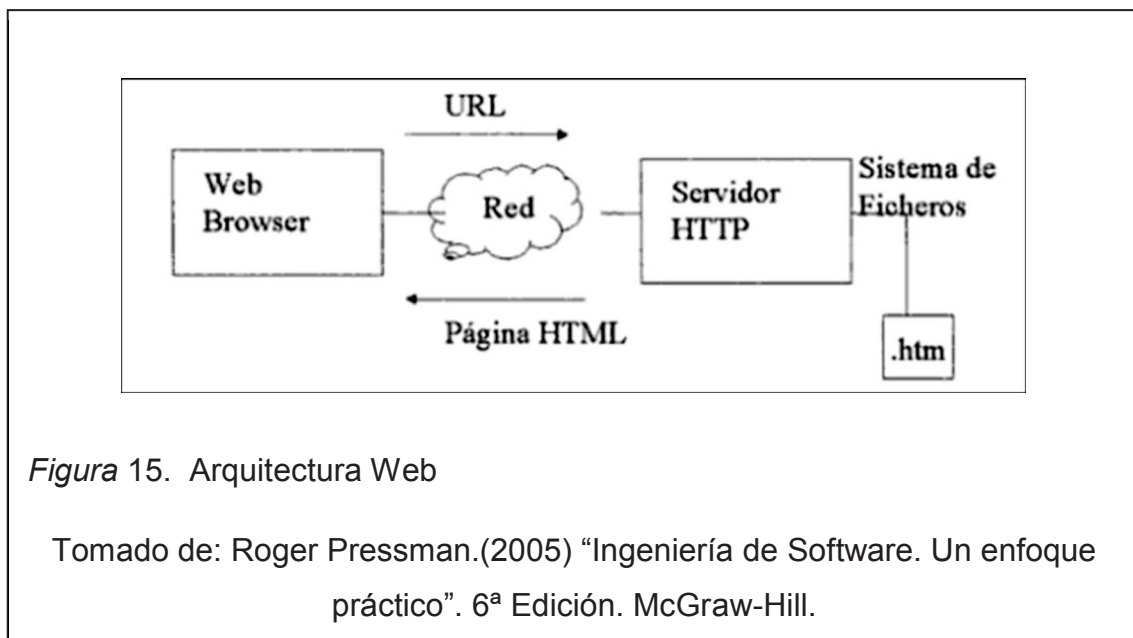 URL
Web
Browser
Red
Servidor
HTTP
Sistema de
Ficheros
Página HTML
.htm
Figura 15. Arquitectura Web
Tomado de: Roger Pressman.(2005) “Ingeniería de Software. Un enfoque
práctico”. 6ª Edición. McGraw-Hill.